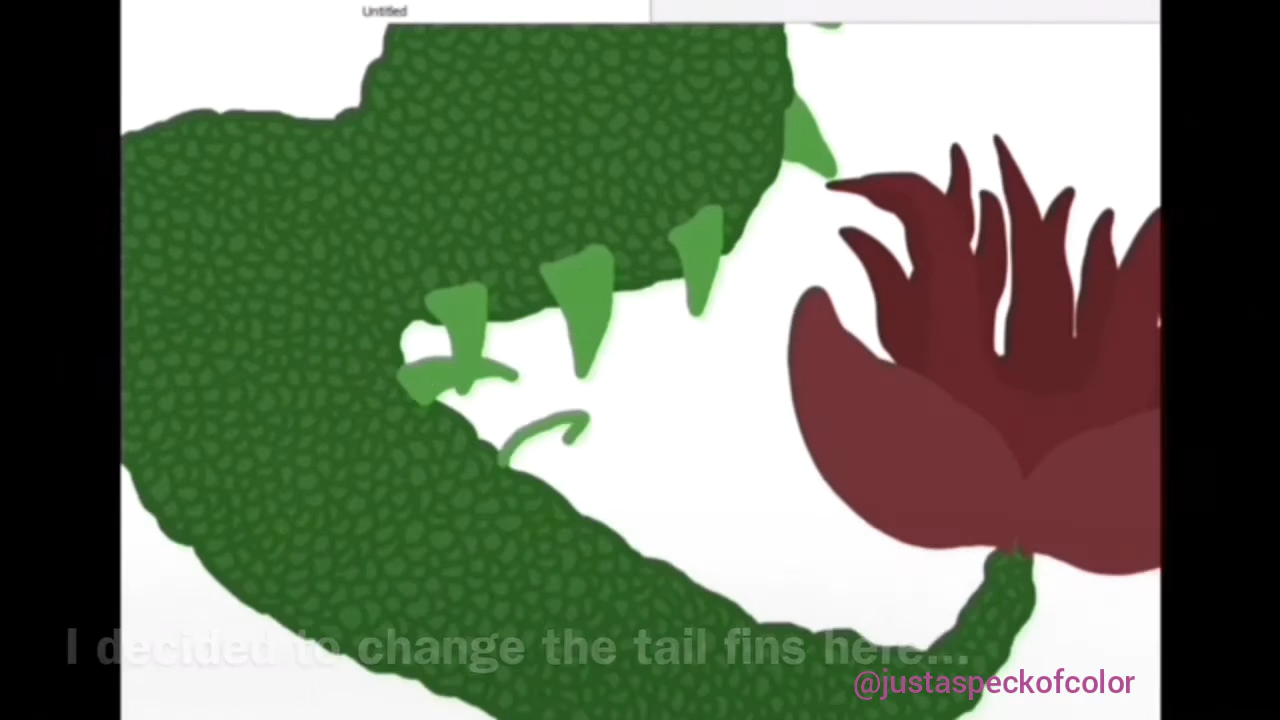 Untitled
I decided to change the tail fins here...
@justaspeckofcolor